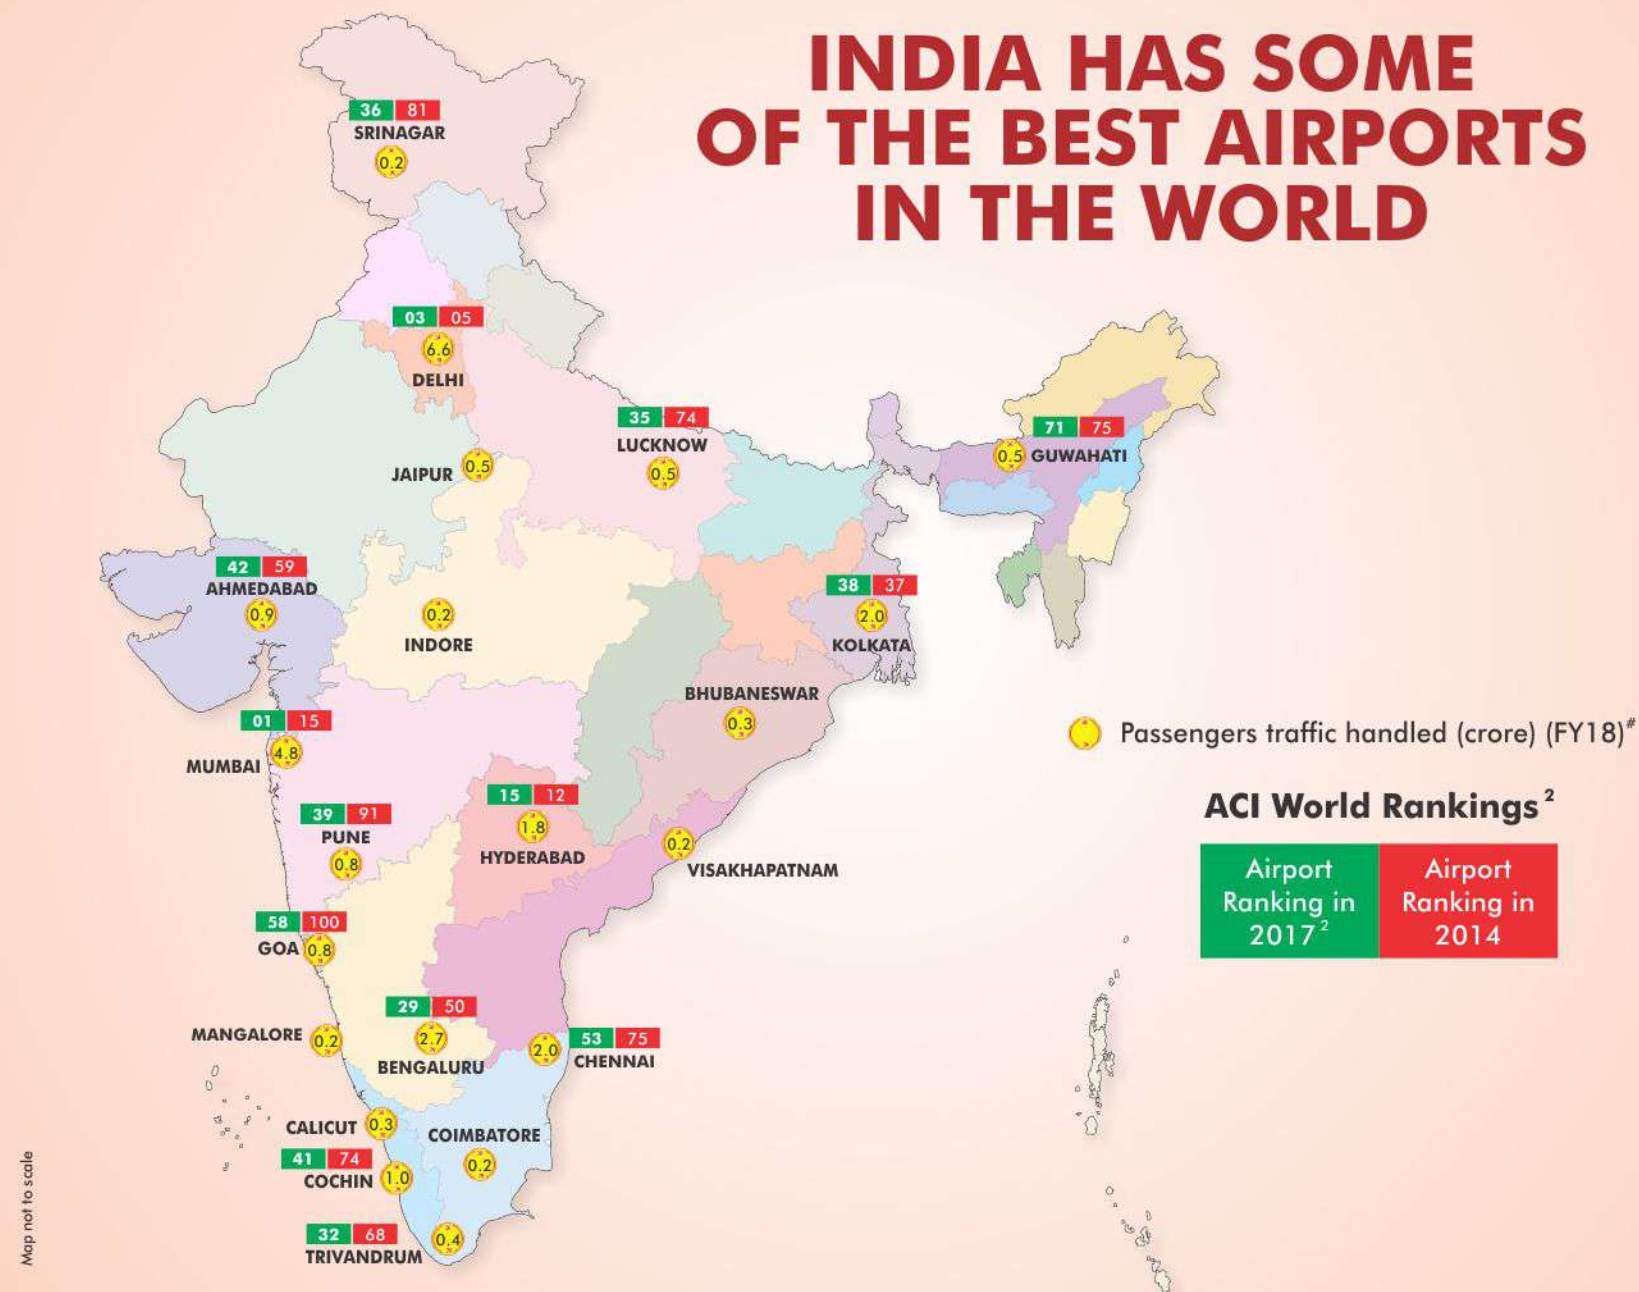 INDIA HAS SOME
OF THE BEST AIRPORTS
IN THE WORLD
36 81
SRINAGAR
0.2
03 05
6.6
DELHI
35 74
LUCKNOW
0.5
JAIPUR 0.5
71 75
0.5 GUWAHATI
42 59
AHMEDABAD
0.9
0.2
INDORE
38 37
2.0
KOLKATA
BHUBANESWAR
0.3
01 15
4.8
MUMBAI
39 91
PUNE
0.8
15 12
1.8
HYDERABAD
0.2
VISAKHAPATNAM
58 100
GOA 0.8
29 50
2.7
BENGALURU
MANGALORE 0.2
53 75
2.0 CHENNAI
CALICUT 0.3
COIMBATORE
0.2
41 74
COCHIN 1.0
32 68
TRIVANDRUM 0.4
Passengers traffic handled (crore) (FY18)#
ACI World Rankings2
Airport
Ranking in
20172
Airport
Ranking in
2014
Map not to scale